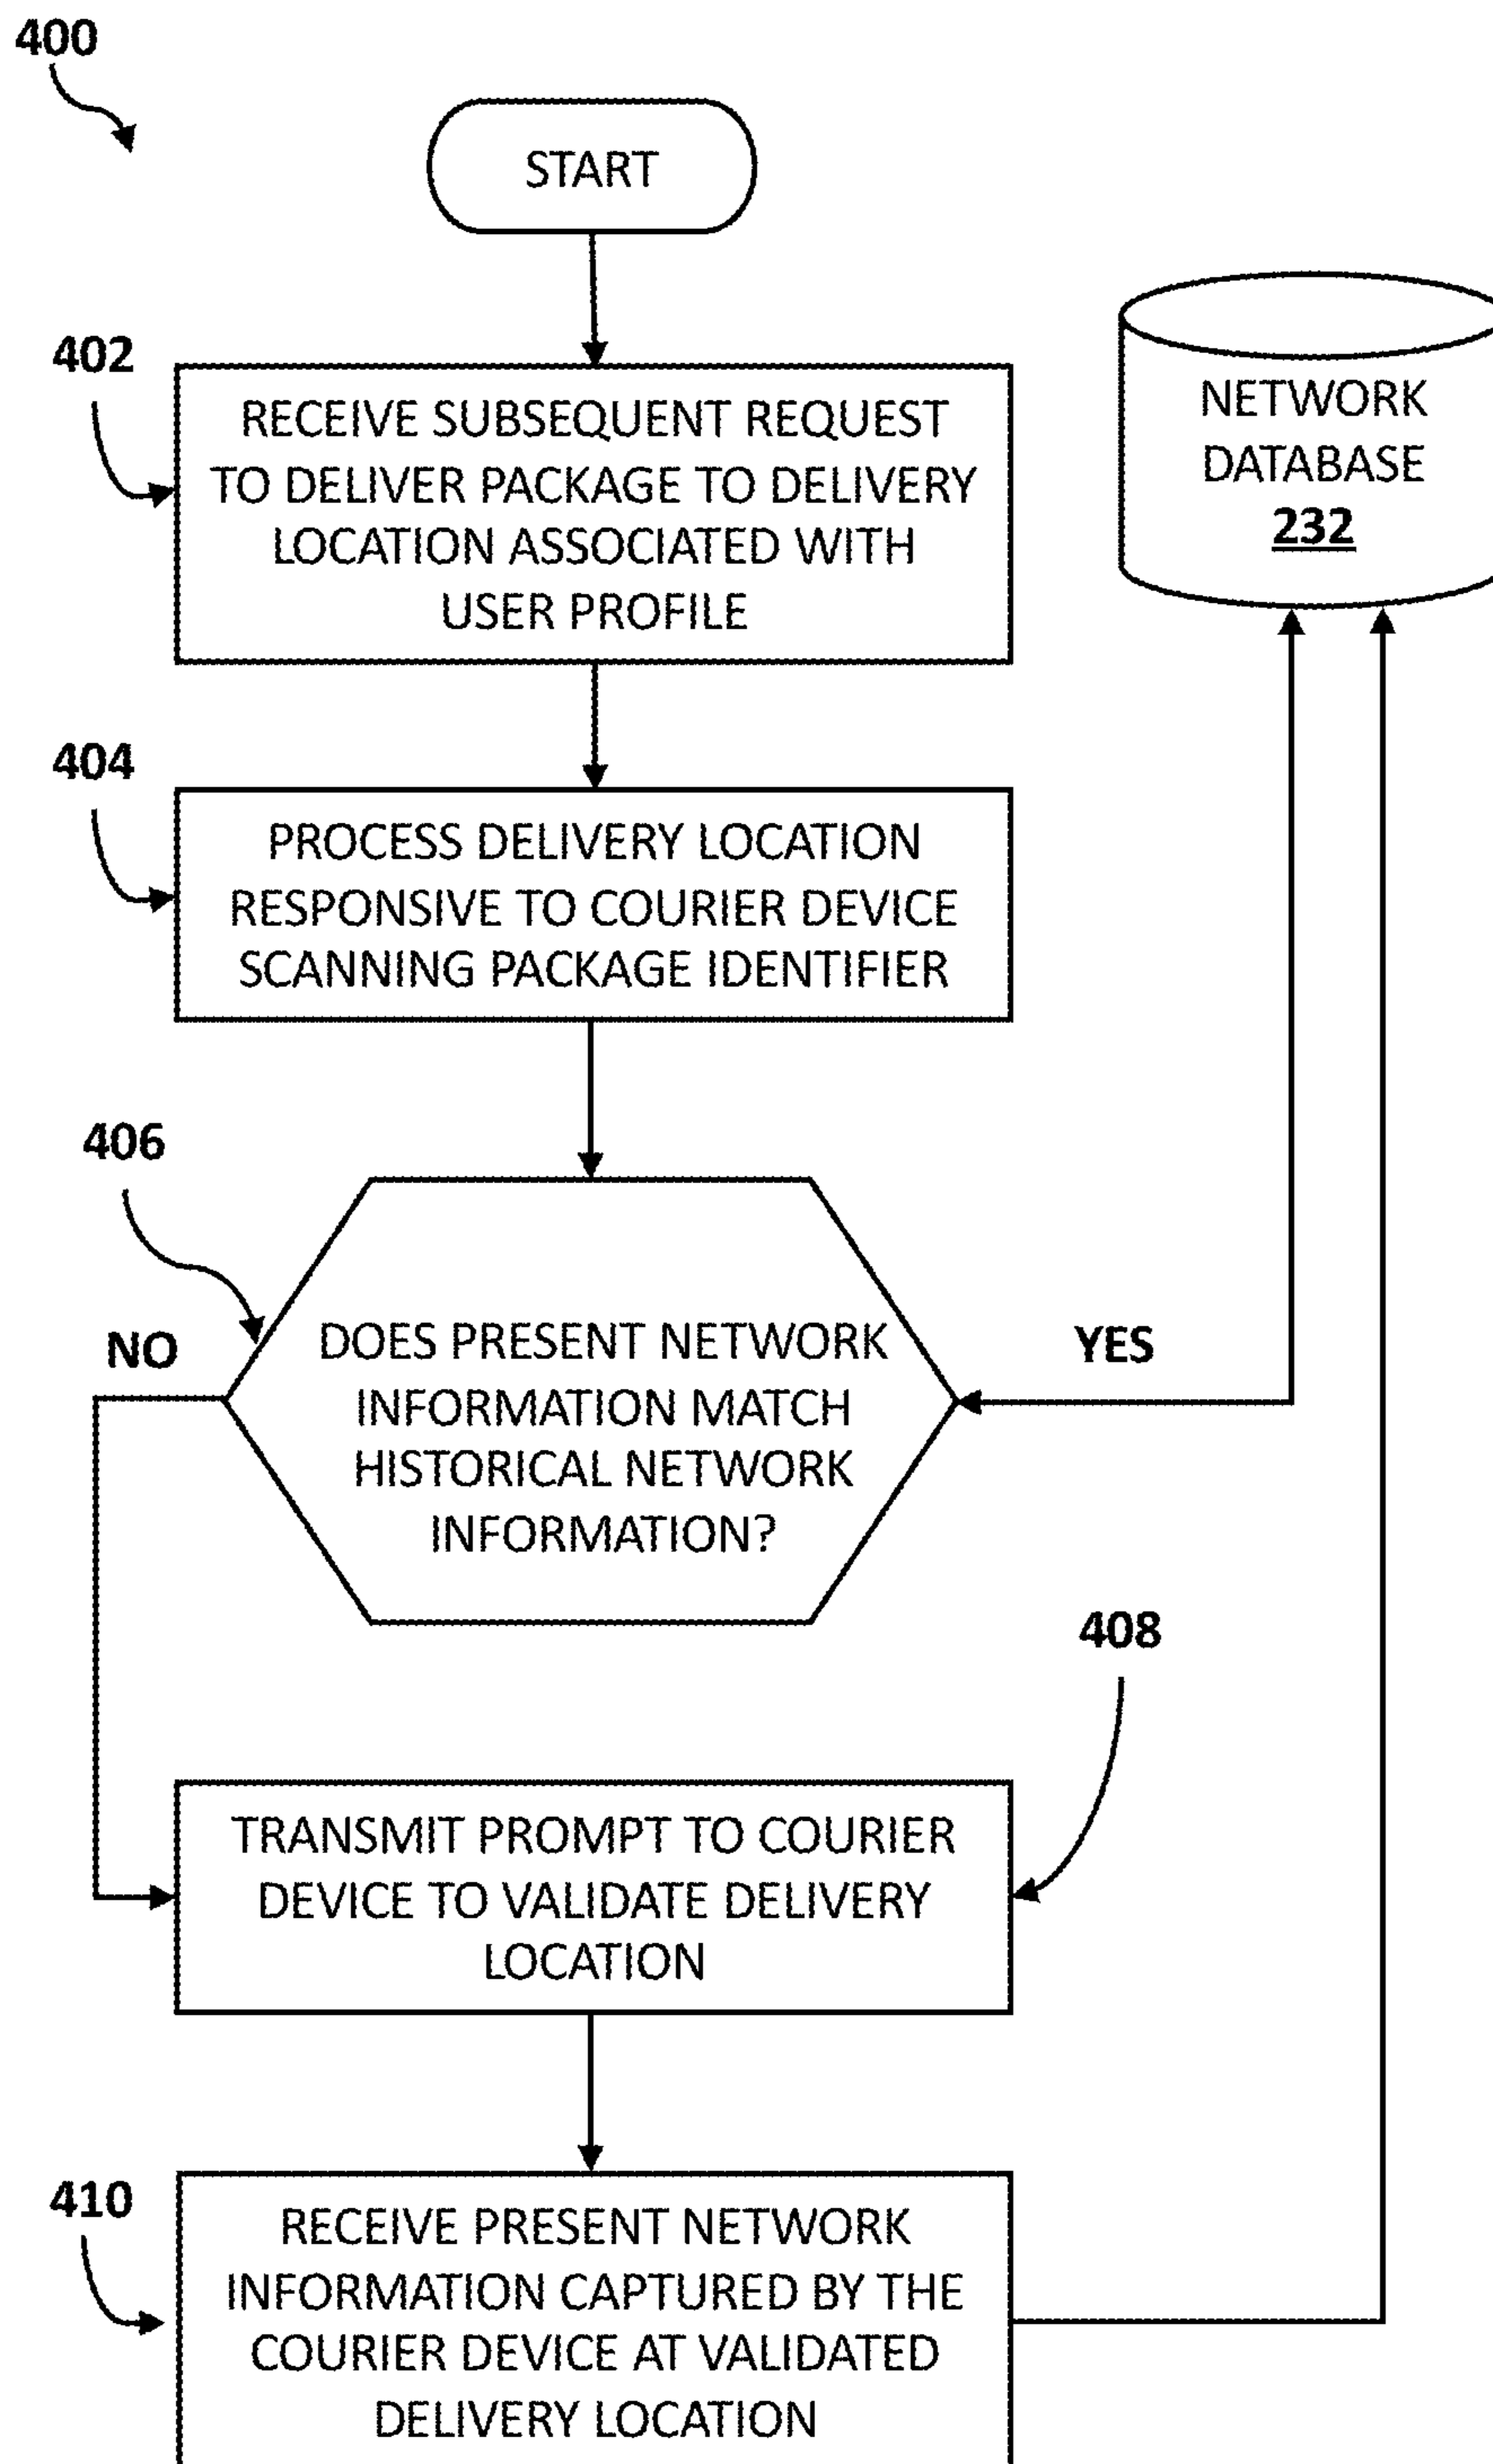 400
START
402
RECEIVE SUBSEQUENT REQUEST
TO DELIVER PACKAGE TO DELIVERY
LOCATION ASSOCIATED WITH
USER PROFILE
NETWORK
DATABASE
232
404
PROCESS DELIVERY LOCATION
RESPONSIVE TO COURIER DEVICE
SCANNING PACKAGE IDENTIFIER
406
NO
DOES PRESENT NETWORK
INFORMATION MATCH
HISTORICAL NETWORK
INFORMATION?
YES
408
TRANSMIT PROMPT TO COURIER
DEVICE TO VALIDATE DELIVERY
LOCATION
410
RECEIVE PRESENT NETWORK
INFORMATION CAPTURED BY THE
COURIER DEVICE AT VALIDATED
DELIVERY LOCATION